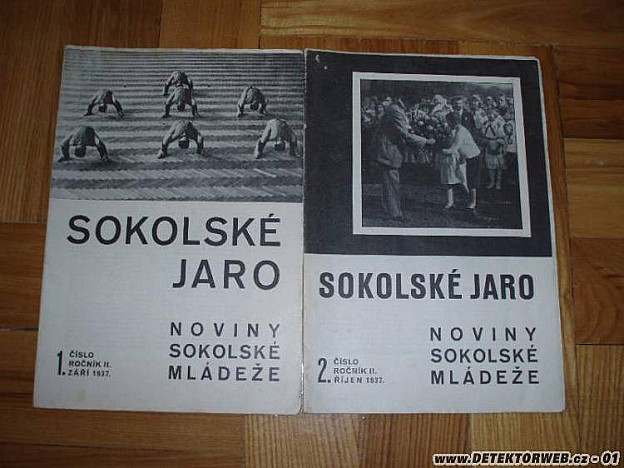 SOKOLSKÉ
JARO
NOVINY
SOKOLSKÉ
MLÁDEŽE
1. ČÍSLO
ROČNÍK II.
ZÁŘÍ 1937.
SOKOLSKÉ JARO
NOVINY
SOKOLSKÉ
MLÁDEŽE
2. ČÍSLO
ROČNÍK II.
ŘÍJEN 1937.
www.DETEKTORWEB.cz - 01